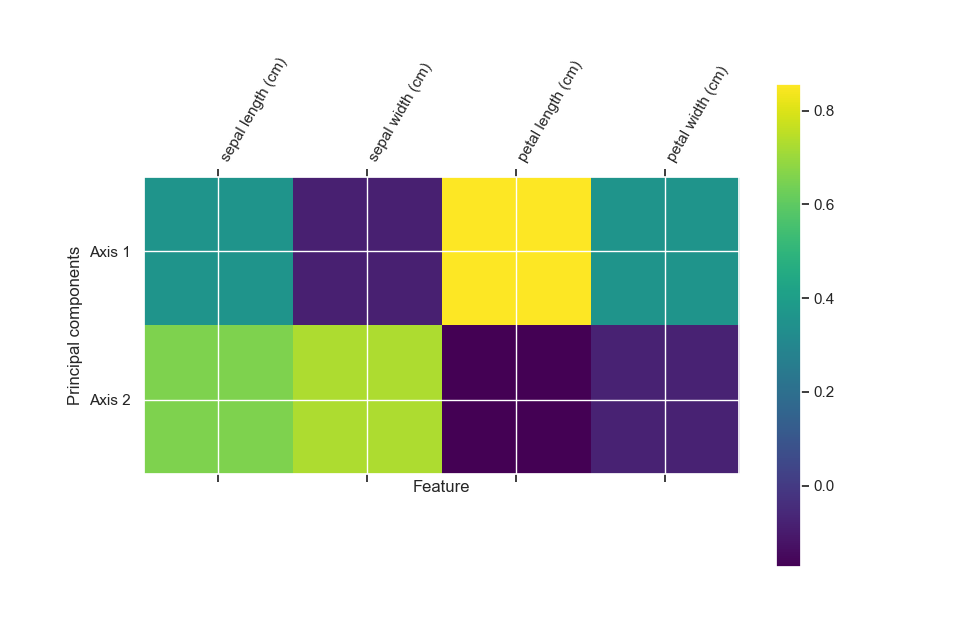 sepal length (cm)
sepal width (cm)
petal length (cm)
petal width (cm)
Principal components
Axis 1
Axis 2
Feature
0.8
0.6
0.4
0.2
0.0